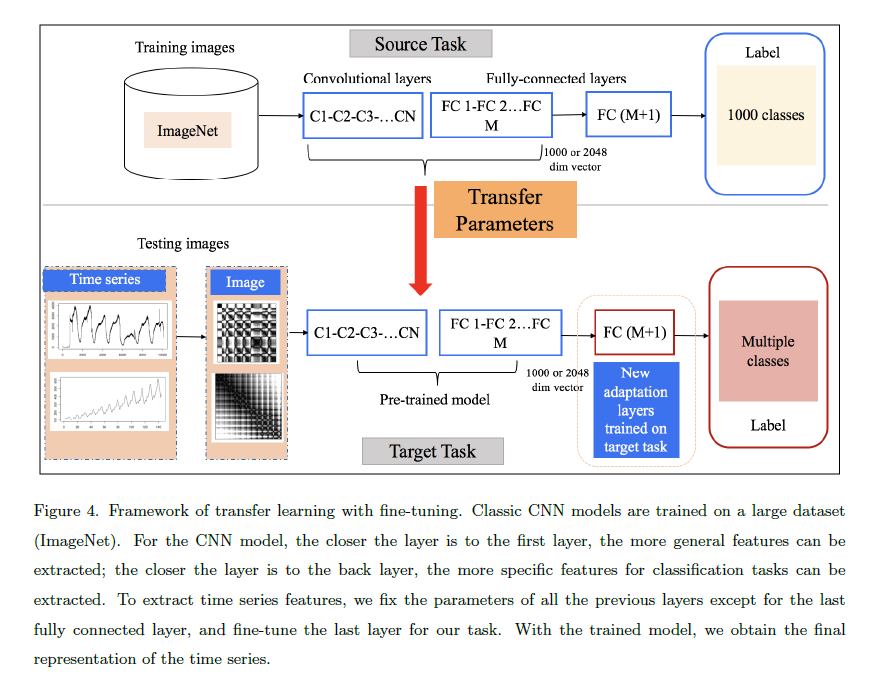 Training images
Source Task
Label
Convolutional layers
Fully-connected layers
ImageNet
C1-C2-C3-…CN
FC 1-FC 2…FC
M
FC (M+1)
1000 classes
1000 or 2048
dim vector
Transfer
Parameters
Testing images
Time series
Image
C1-C2-C3-…CN
FC 1-FC 2…FC
M
FC (M+1)
Multiple
classes
1000 or 2048
dim vector
Pre-trained model
New
adaptation
layers
trained on
target task
Label
Target Task
Figure 4. Framework of transfer learning with fine-tuning. Classic CNN models are trained on a large dataset
(ImageNet). For the CNN model, the closer the layer is to the first layer, the more general features can be
extracted; the closer the layer is to the back layer, the more specific features for classification tasks can be
extracted. To extract time series features, we fix the parameters of all the previous layers except for the last
fully connected layer, and fine-tune the last layer for our task. With the trained model, we obtain the final
representation of the time series.